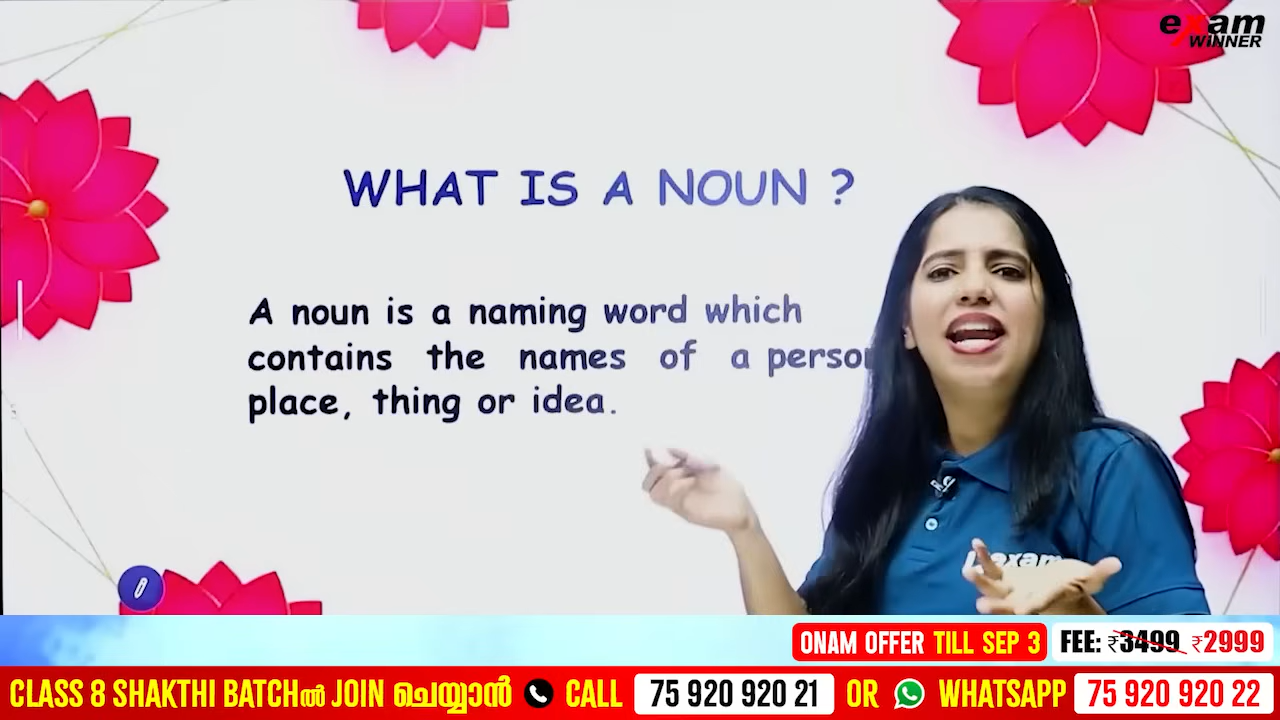 exam
WINNER
WHAT IS A NOUN ?
A noun is a naming word which
contains the names of a person
place, thing or idea.
exam
ONAM OFFER TILL SEP 3
FEE: ₹3499 ₹2999
CLASS 8 SHAKTHI BATCHൽ JOIN ചെയ്യാൻ CALL 75 920 920 21 OR WHATSAPP 75 920 920 22